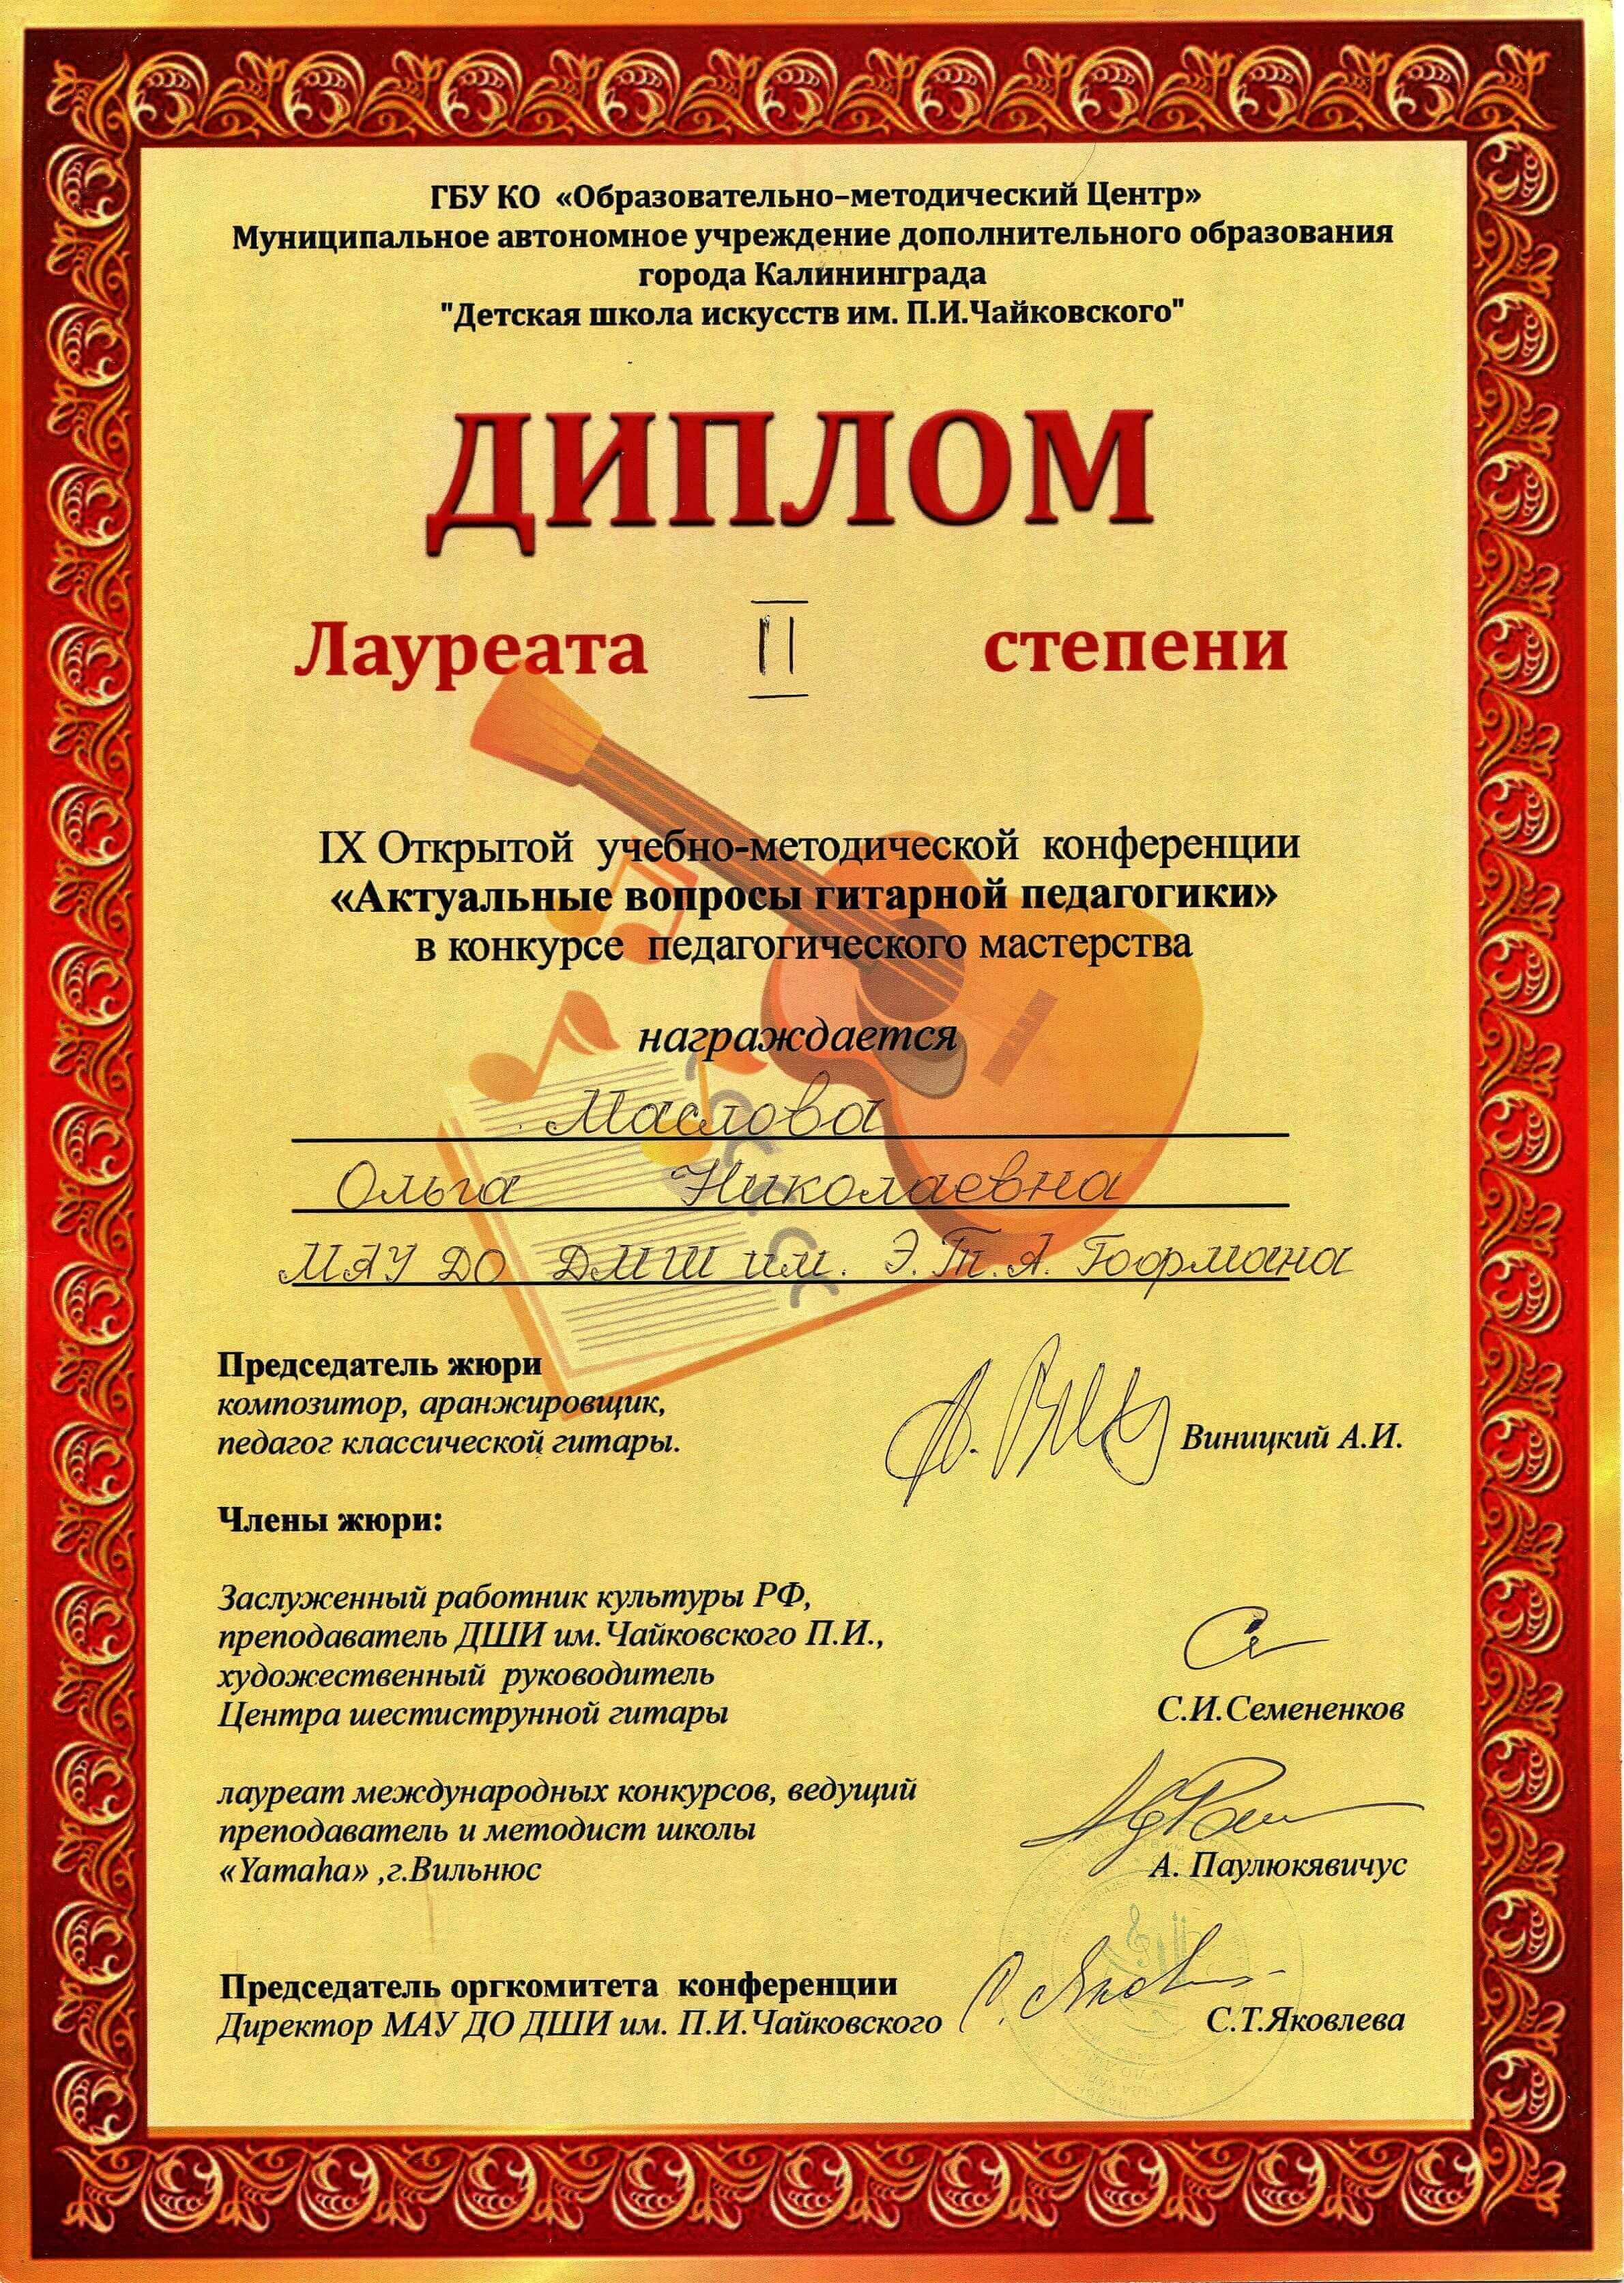 ГБУ КО «Образовательно–методический Центр»
Муниципальное автономное учреждение дополнительного образования
города Калининграда
"Детская школа искусств им. П.И.Чайковского"
ДИПЛОМ
Лауреата II степени
IX Открытой учебно-методической конференции
«Актуальные вопросы гитарной педагогики»
в конкурсе педагогического мастерства
награждается
Маслова
Ольга Николаевна
МАУ ДО ДМШ им. Э.Т.А. Гофмана
Председатель жюри
композитор, аранжировщик,
педагог классической гитары.
Виницкий А.И.
Члены жюри:
Заслуженный работник культуры РФ,
преподаватель ДШИ им.Чайковского П.И.,
художественный руководитель
Центра шестиструнной гитары
С.И.Семененков
лауреат международных конкурсов, ведущий
преподаватель и методист школы
«Yamaha» ,г.Вильнюс
А. Паулюкявичус
Председатель оргкомитета конференции
Директор МАУ ДО ДШИ им. П.И.Чайковского
С.Т.Яковлева